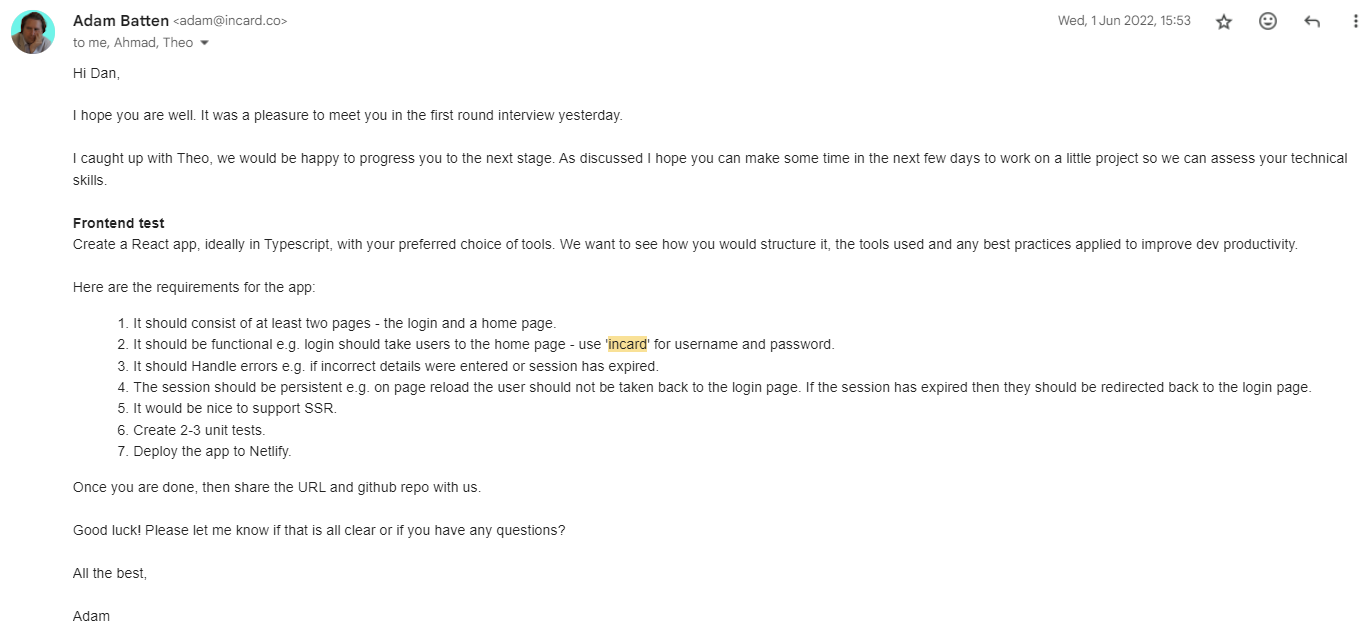 Adam Batten <adam@incard.co>
Wed, 1 Jun 2022, 15:53
to me, Ahmad, Theo
Hi Dan,
I hope you are well. It was a pleasure to meet you in the first round interview yesterday.
I caught up with Theo, we would be happy to progress you to the next stage. As discussed I hope you can make some time in the next few days to work on a little project so we can assess your technical
skills.
Frontend test
Create a React app, ideally in Typescript, with your preferred choice of tools. We want to see how you would structure it, the tools used and any best practices applied to improve dev productivity.
Here are the requirements for the app:
1. It should consist of at least two pages - the login and a home page.
2. It should be functional e.g. login should take users to the home page - use 'incard' for username and password.
3. It should Handle errors e.g. if incorrect details were entered or session has expired.
4. The session should be persistent e.g. on page reload the user should not be taken back to the login page. If the session has expired then they should be redirected back to the login page.
5. It would be nice to support SSR.
6. Create 2-3 unit tests.
7. Deploy the app to Netlify.
Once you are done, then share the URL and github repo with us.
Good luck! Please let me know if that is all clear or if you have any questions?
All the best,
Adam